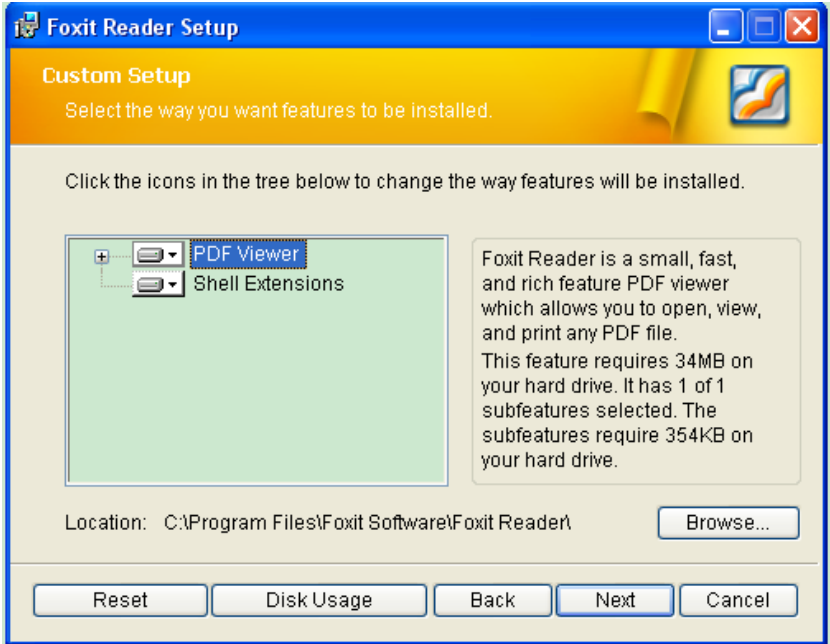 Foxit Reader Setup
Custom Setup
Select the way you want features to be installed.
Click the icons in the tree below to change the way features will be installed.
PDF Viewer
Shell Extensions
Foxit Reader is a small, fast,
and rich feature PDF viewer
which allows you to open, view,
and print any PDF file.
This feature requires 34MB on
your hard drive. It has 1 of 1
subfeatures selected. The
subfeatures require 354KB on
your hard drive.
Location: C:\Program Files\Foxit Software\Foxit Reader\
Browse...
Reset Disk Usage Back Next Cancel